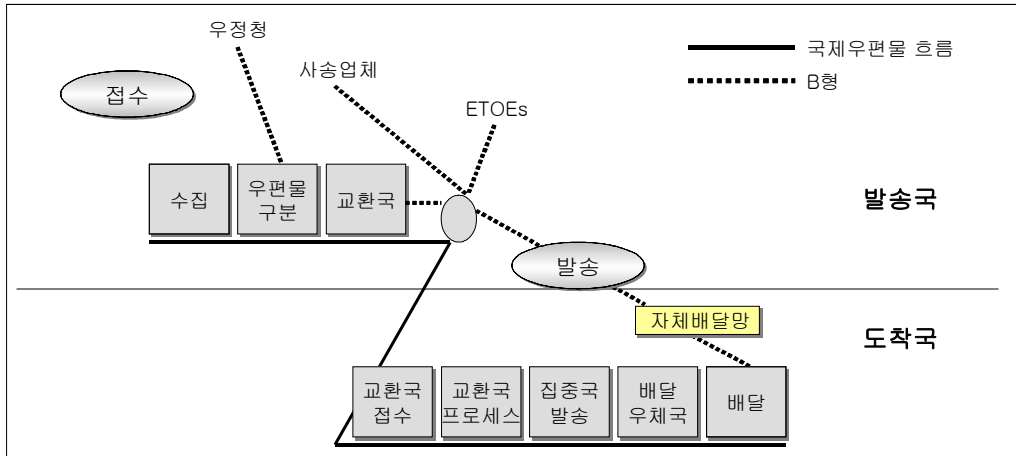 우정청
사송업체
ETOEs
국제우편물 흐름
B형
접수
수집
우편물
구분
교환국
발송국
발송
자체배달망
도착국
교환국
접수
교환국
프로세스
집중국
발송
배달
우체국
배달